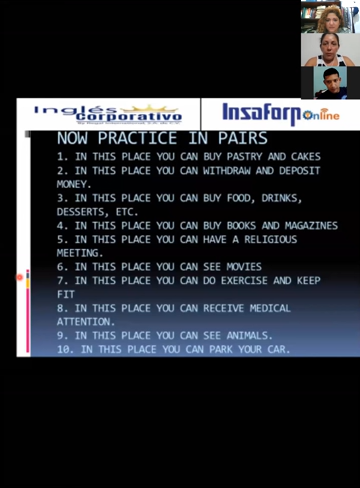 Inglés
Corporativo
Insaforp Online
NOW PRACTICE IN PAIRS
1. IN THIS PLACE YOU CAN BUY PASTRY AND CAKES
2. IN THIS PLACE YOU CAN WITHDRAW AND DEPOSIT
MONEY.
3. IN THIS PLACE YOU CAN BUY FOOD, DRINKS,
DESSERTS, ETC.
4. IN THIS PLACE YOU CAN BUY BOOKS AND MAGAZINES
5. IN THIS PLACE YOU CAN HAVE A RELIGIOUS
MEETING.
6. IN THIS PLACE YOU CAN SEE MOVIES
7. IN THIS PLACE YOU CAN DO EXERCISE AND KEEP
FIT
8. IN THIS PLACE YOU CAN RECEIVE MEDICAL
ATTENTION.
9. IN THIS PLACE YOU CAN SEE ANIMALS.
10. IN THIS PLACE YOU CAN PARK YOUR CAR.